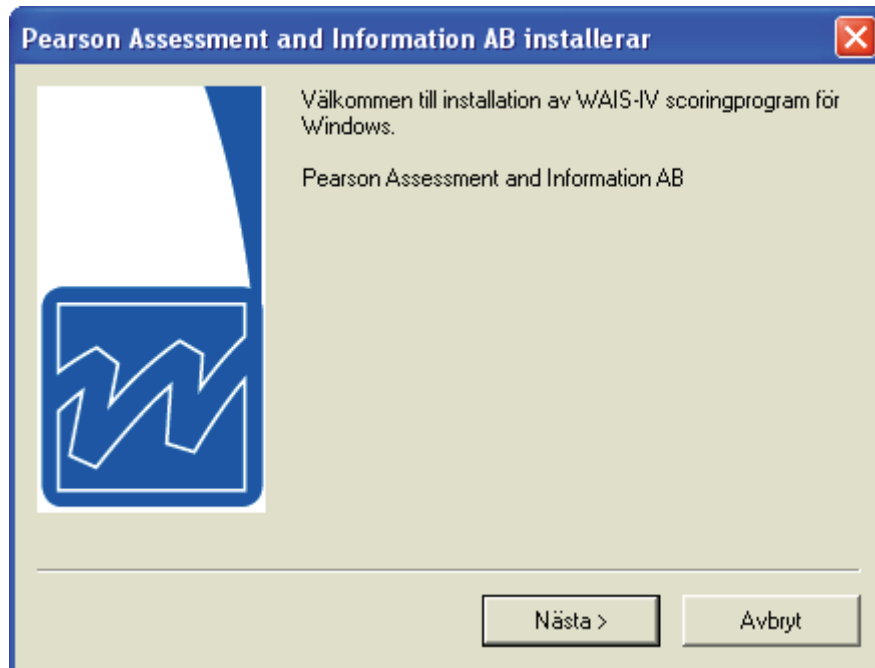 Pearson Assessment and Information AB installerar
Välkommen till installation av WAIS-IV scoringprogram för
Windows.
Pearson Assessment and Information AB
Nästa >
Avbryt